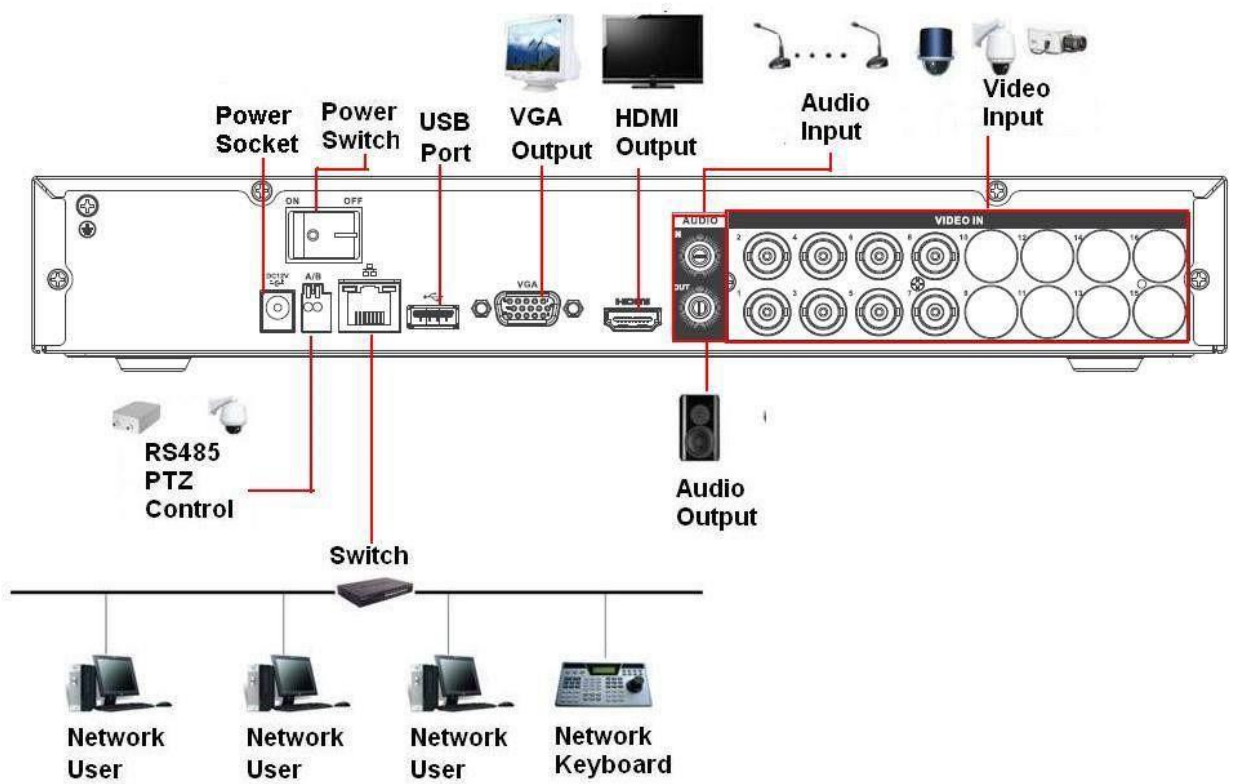 Power
Socket
Power
Switch
USB
Port
VGA
Output
HDMI
Output
Audio
Input
Video
Input
ON OFF
AUDIO
VIDEO IN
IN
2 4 6 8 10 12 14 16
DC12V
A/B
VGA
HDMI
OUT
1 3 5 7 9 11 13 15
RS485
PTZ
Control
Audio
Output
Switch
Network
User
Network
User
Network
User
Network
Keyboard